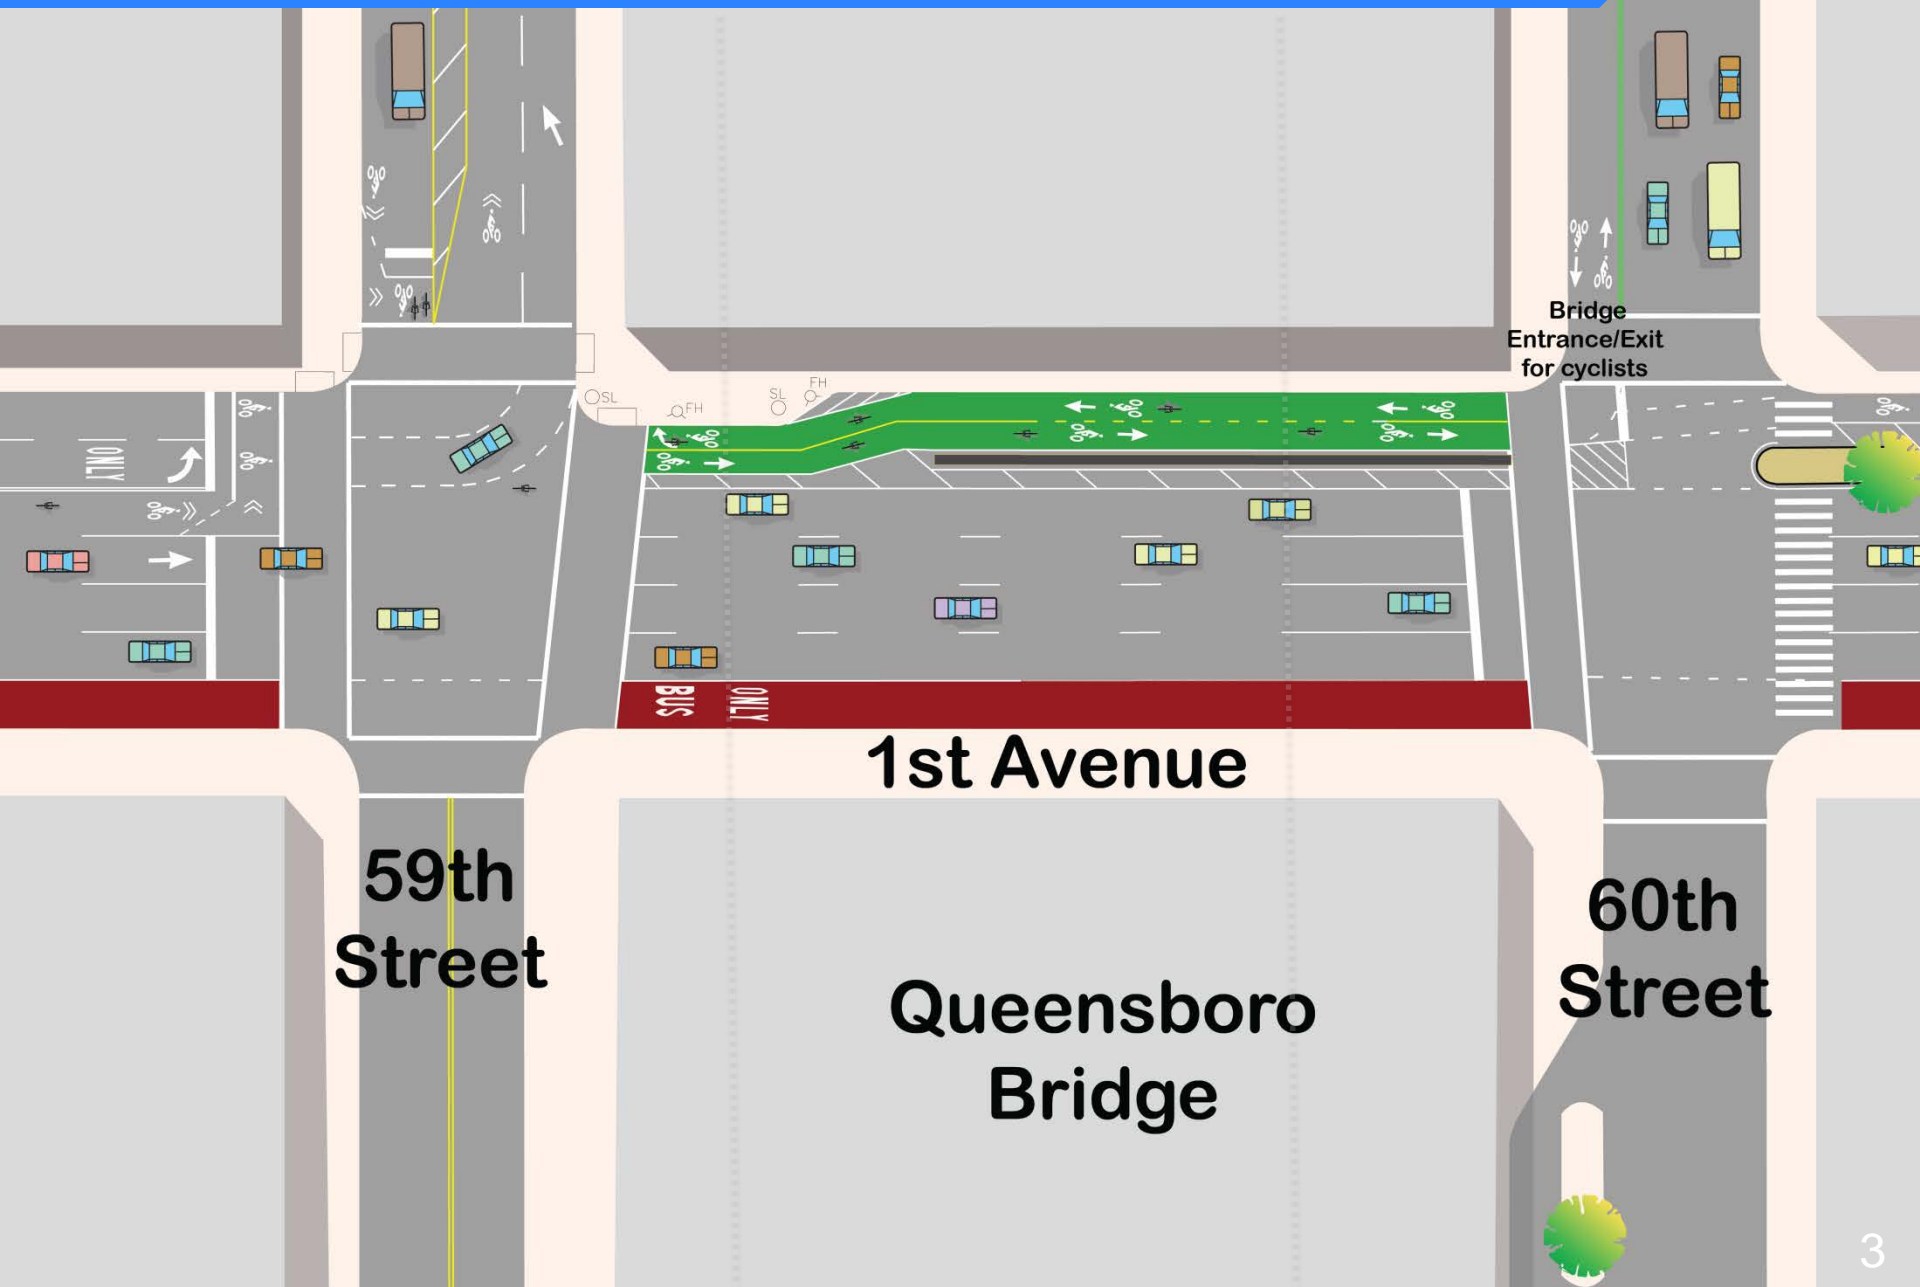 Bridge
Entrance/Exit
for cyclists
SL
FH
SL
FH
ONLY
BUS
ONLY
1st Avenue
59th
Street
60th
Street
Queensboro
Bridge
3